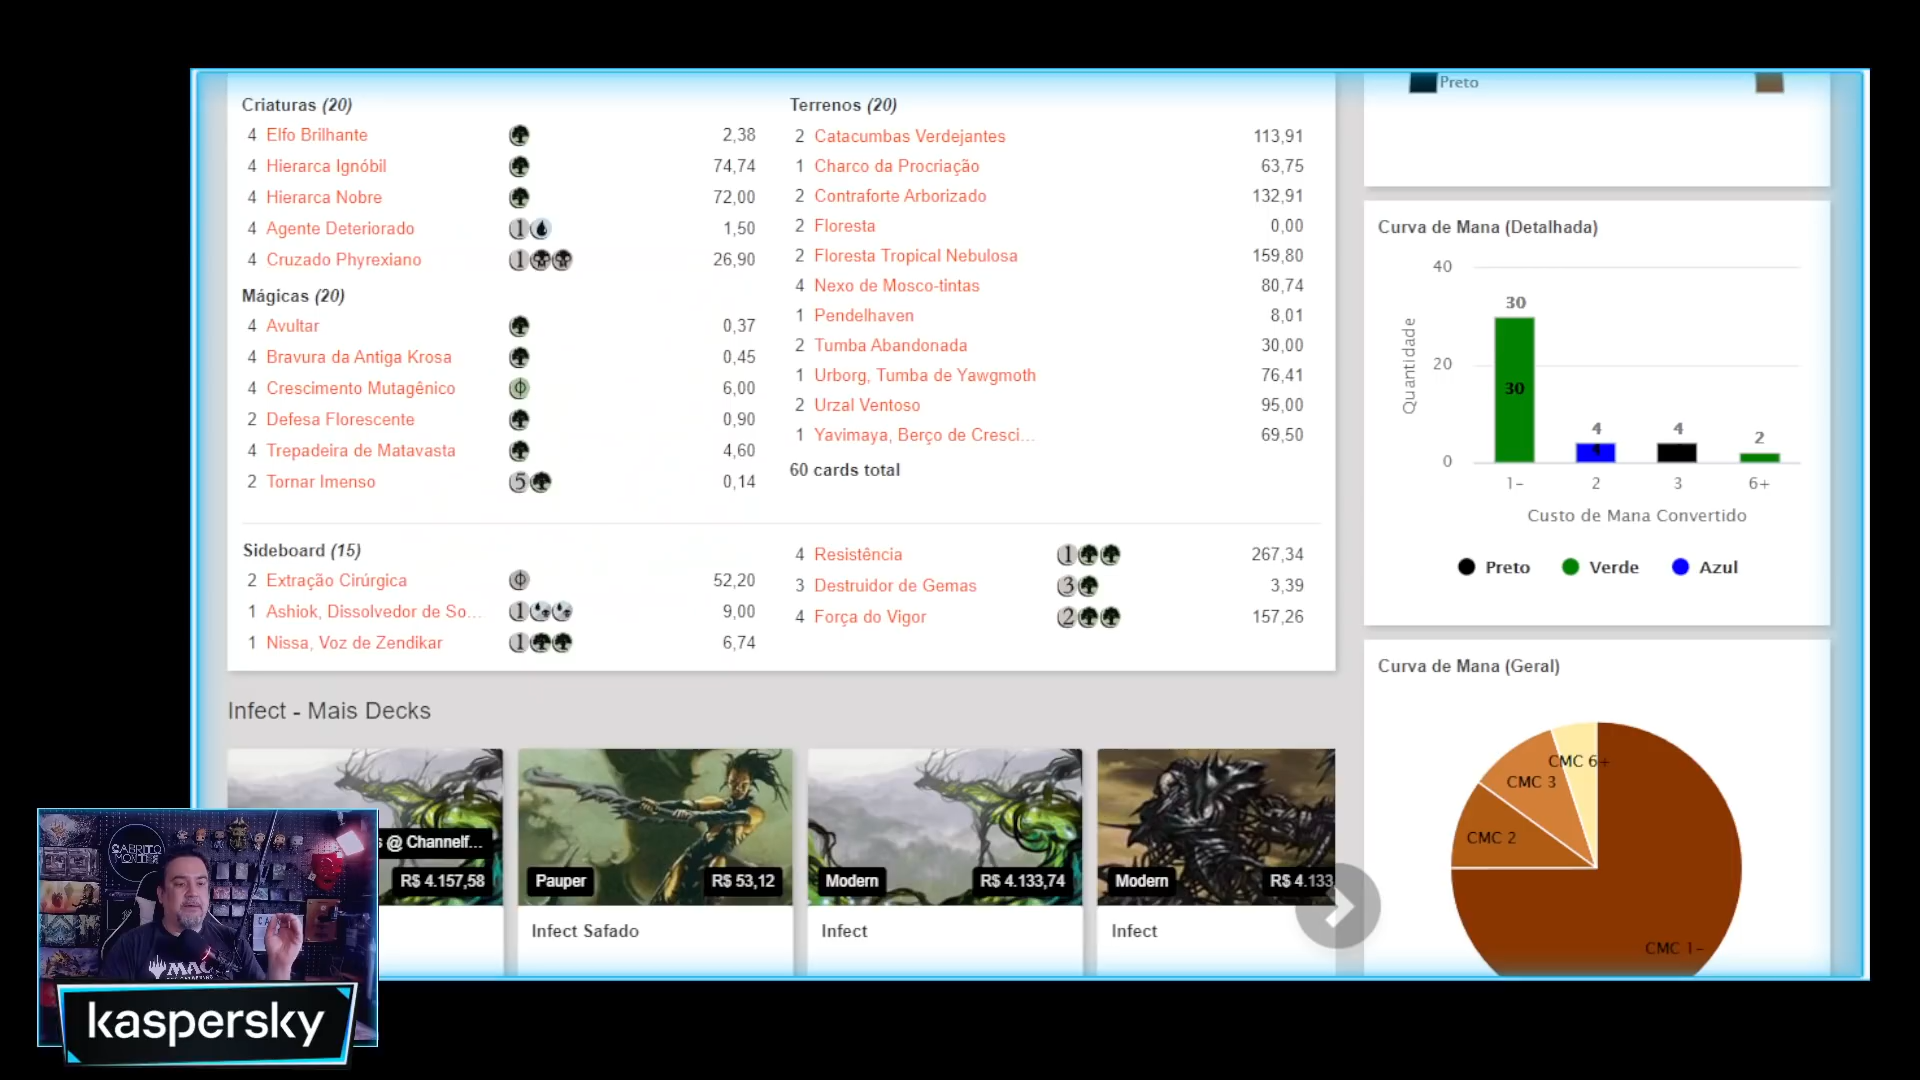 Criaturas (20)
4 Elfo Brilhante 2,38
4 Hierarca Ignóbil 74,74
4 Hierarca Nobre 72,00
4 Agente Deteriorado 1 1,50
4 Cruzado Phyrexiano 1 26,90
Mágicas (20)
4 Avultar 0,37
4 Bravura da Antiga Krosa 0,45
4 Crescimento Mutagênico 6,00
2 Defesa Florescente 0,90
4 Trepadeira de Matavasta 4,60
2 Tornar Imenso 5 0,14
Terrenos (20)
2 Catacumbas Verdejantes 113,91
1 Charco da Procriação 63,75
2 Contraforte Arborizado 132,91
2 Floresta 0,00
2 Floresta Tropical Nebulosa 159,80
4 Nexo de Mosco-tintas 80,74
1 Pendelhaven 8,01
2 Tumba Abandonada 30,00
1 Urborg, Tumba de Yawgmoth 76,41
2 Urzal Ventoso 95,00
1 Yavimaya, Berço de Cresci... 69,50
60 cards total
Sideboard (15)
2 Extração Cirúrgica 52,20
1 Ashiok, Dissolvedor de So... 1 9,00
1 Nissa, Voz de Zendikar 1 6,74
4 Resistência 1 267,34
3 Destruidor de Gemas 3 3,39
4 Força do Vigor 2 157,26
Infect - Mais Decks
s @ Channelf...
R$ 4.157,58
Pauper R$ 53,12
Infect Safado
Modern R$ 4.133,74
Infect
Modern R$ 4.133
Infect
Preto
Curva de Mana (Detalhada)
Quantidade
40
20
0
30
30
4
4
4
2
1-
2
3
6+
Custo de Mana Convertido
Preto Verde Azul
Curva de Mana (Geral)
CMC 6+
CMC 3
CMC 2
CMC 1-
CABRITO
MONTES
kaspersky